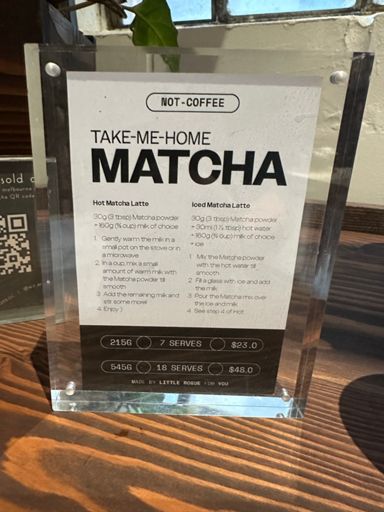 NOT-COFFEE
TAKE-ME-HOME
MATCHA
Hot Matcha Latte
30g (3 tbsp) Matcha powder
+ 160g (¾ cup) milk of choice
1. Gently warm the milk in a
small pot on the stove or in
a microwave
2. In a cup, mix a small
amount of warm milk with
the Matcha powder till
smooth
3. Add the remaining milk and
stir some more!
4. Enjoy :)
Iced Matcha Latte
30g (3 tbsp) Matcha powder
+ 30ml (1 ½ tbsp) hot water
+ 160g (¾ cup) milk of choice
+ ice
1. Mix the Matcha powder
with the hot water till
smooth
2. Fill a glass with ice and add
the milk
3. Pour the Matcha mix over
the ice and milk
4. See step 4 of Hot
215G 7 SERVES $23.0
545G 18 SERVES $48.0
MADE BY LITTLE ROGUE FOR YOU
sold
melbourne
QR code